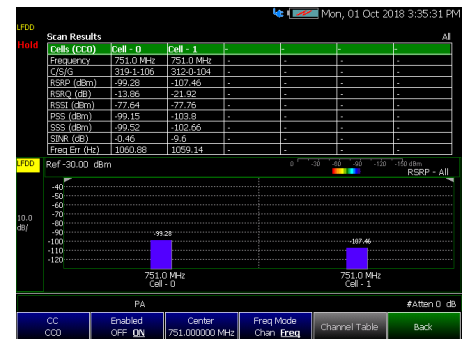 Mon, 01 Oct 2018 3:35:31 PM
LFDD
Scan Results All
Hold
Cells (CC0) Cell - 0 Cell - 1 - - - -
Frequency 751.0 MHz 751.0 MHz - - - -
C/S/G 319-1-106 312-0-104 - - - -
RSRP (dBm) -99.28 -107.46 - - - -
RSRQ (dB) -13.86 -21.92 - - - -
RSSI (dBm) -77.64 -77.76 - - - -
PSS (dBm) -99.15 -103.8 - - - -
SSS (dBm) -99.52 -102.66 - - - -
SINR (dB) -0.46 -9.6 - - - -
Freq Err (Hz) 1060.88 1059.14 - - - -
LFDD Ref -30.00 dBm 0 -30 -60 -90 -120 -150 dBm
RSRP - All
-40
-50
-60
-70
10.0
dB/
-80
-90
-100
-110
-120
-99.28
-107.46
751.0 MHz 751.0 MHz
Cell - 0 Cell - 1
PA #Atten 0 dB
CC Enabled Center Freq Mode Channel Table Back
CC0 OFF ON 751.000000 MHz Chan Freq